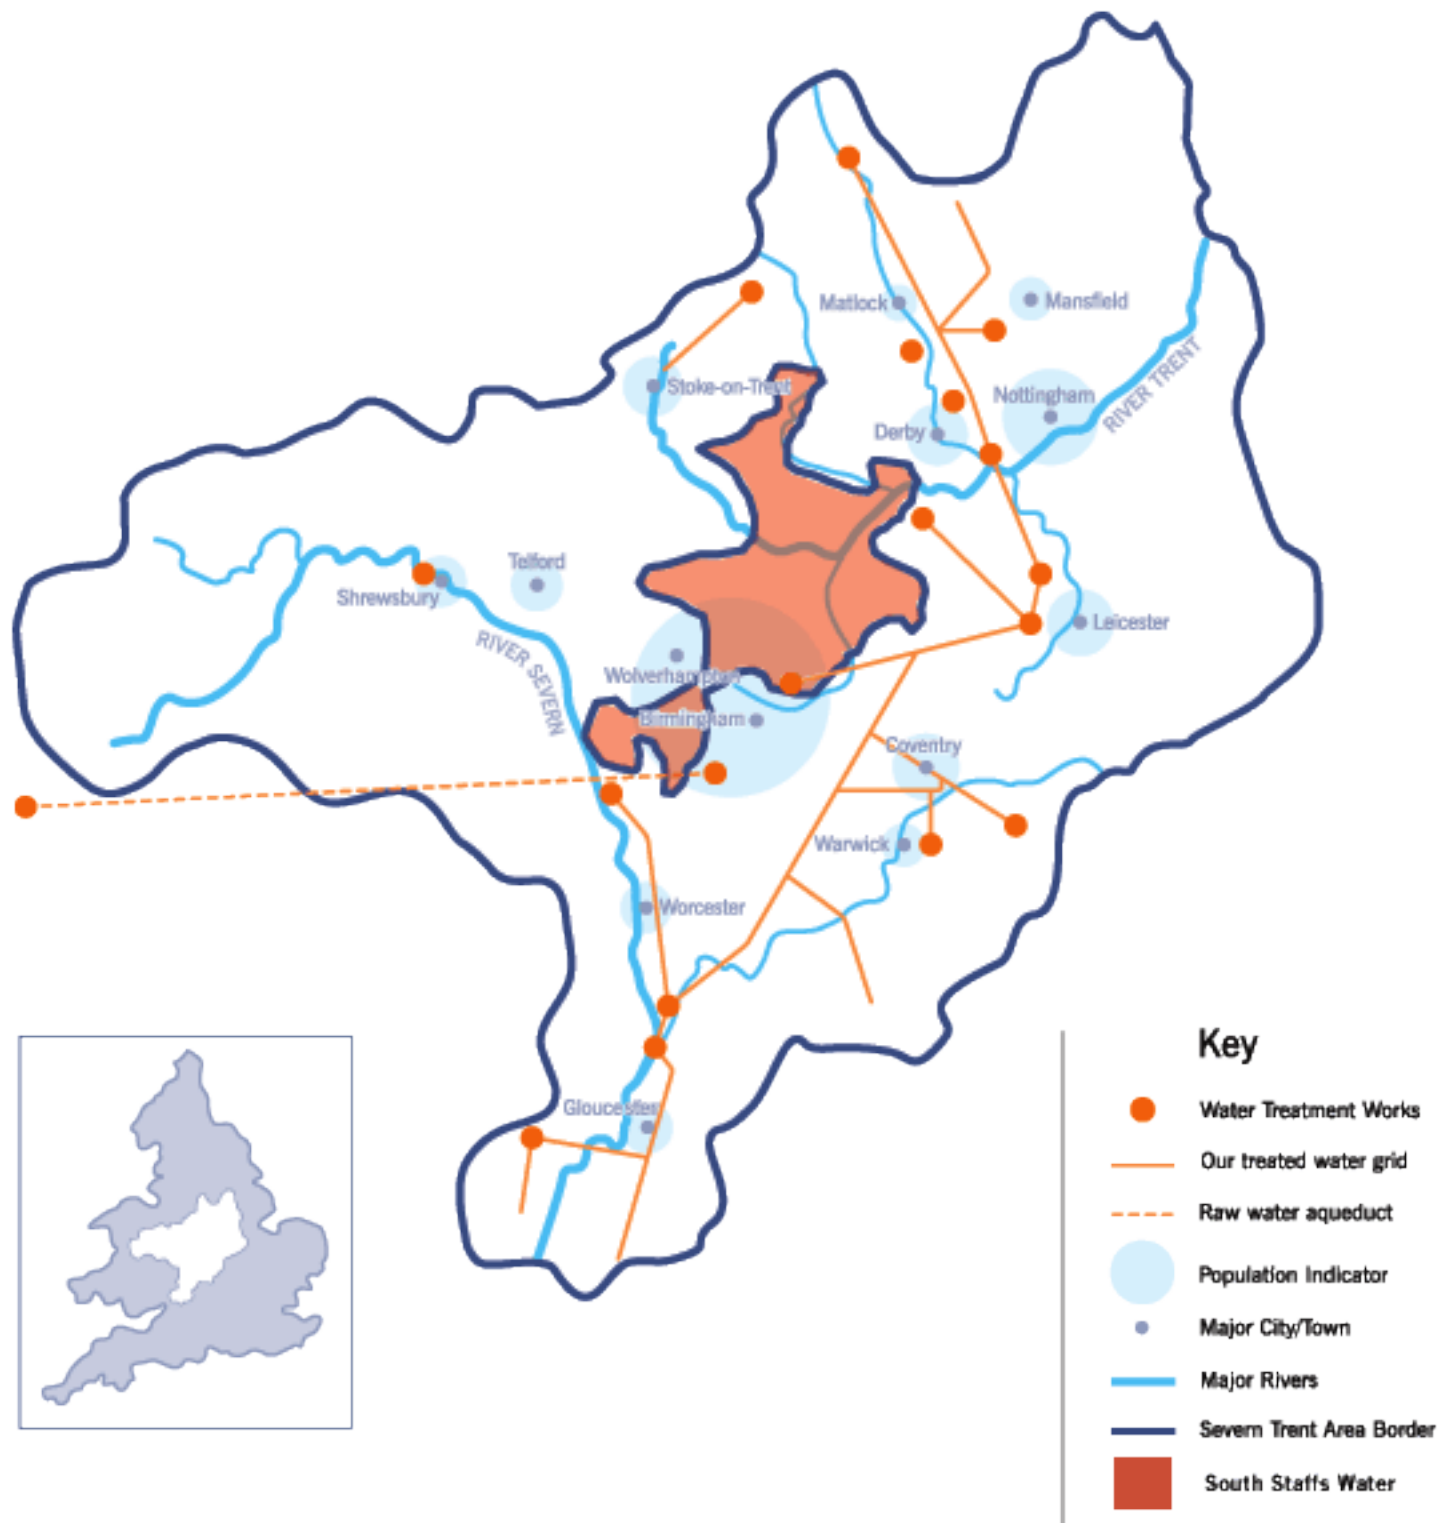 Matlock
Mansfield
Stoke-on-Trent
Nottingham
RIVER TRENT
Derby
Telford
Shrewsbury
Leicester
RIVER SEVERN
Wolverhampton
Birmingham
Coventry
Warwick
Worcester
Gloucester
Key
Water Treatment Works
Our treated water grid
Raw water aqueduct
Population Indicator
Major City/Town
Major Rivers
Severn Trent Area Border
South Staffs Water